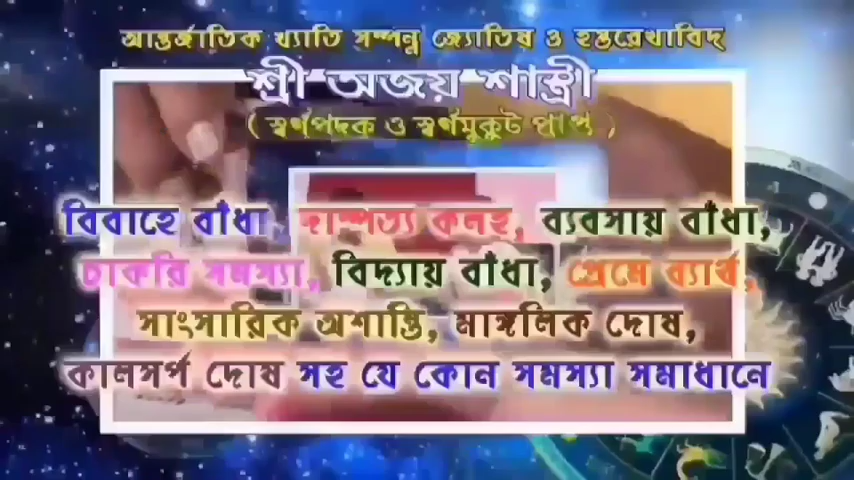 আন্তর্জাতিক খ্যাতি সম্পন্ন জ্যোতিষ ও হস্তরেখাবিদ্
শ্রী অজয় শাস্ত্রী
( স্বর্ণপদক ও স্বর্ণমুকুট প্রাপ্ত )
বিবাহে বাঁধা, দাম্পত্য কলহ, ব্যবসায় বাঁধা,
চাকরি সমস্যা, বিদ্যায় বাঁধা, প্রেমে ব্যার্থ,
সাংসারিক অশান্তি, মাঙ্গলিক দোষ,
কালসর্প দোষ সহ যে কোন সমস্যা সমাধানে